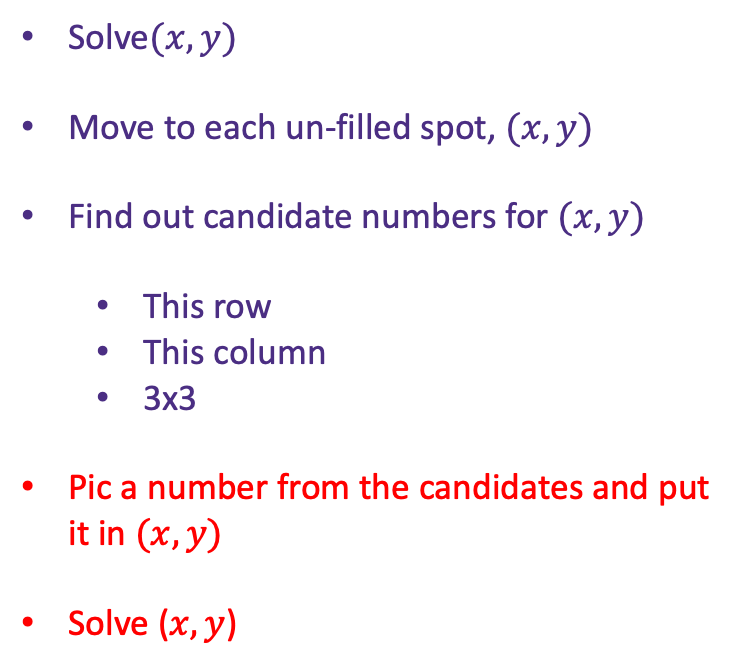 • Solve(x, y)
• Move to each un-filled spot, (x, y)
• Find out candidate numbers for (x, y)
• This row
• This column
• 3x3
• Pic a number from the candidates and put
it in (x, y)
• Solve (x, y)